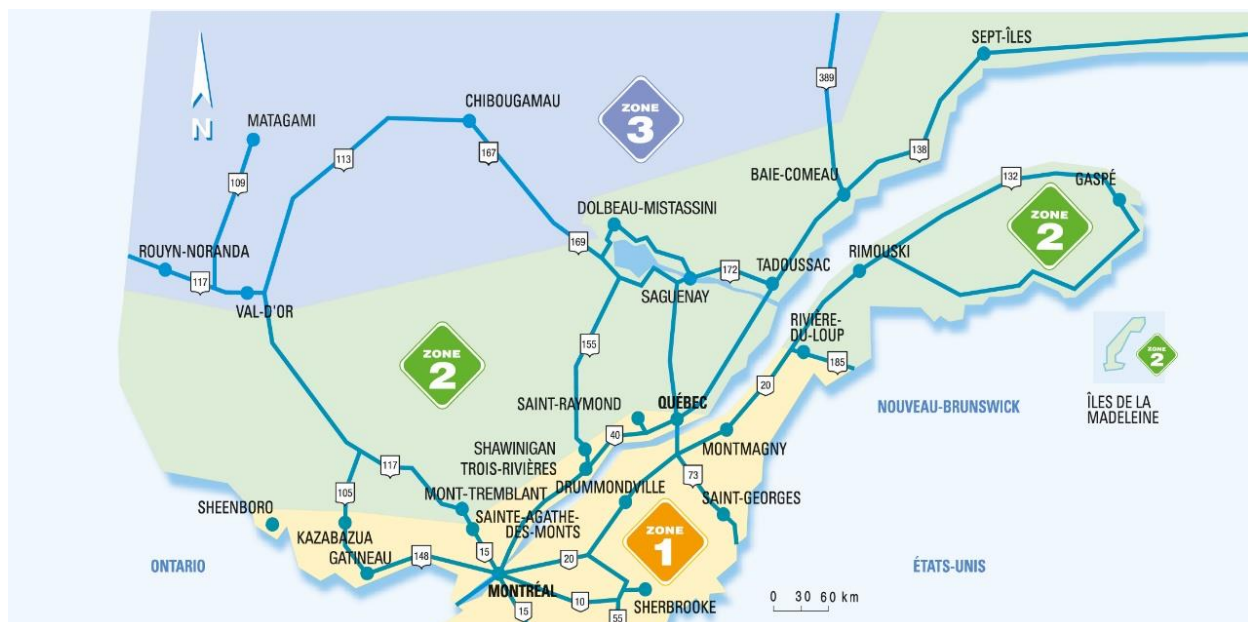 SEPT-ÎLES
389
CHIBOUGAMAU
ZONE
3
N
MATAGAMI
113
167
138
109
BAIE-COMEAU
132
GASPÉ
DOLBEAU-MISTASSINI
ZONE
2
ROUYN-NORANDA
169
RIMOUSKI
117
172
TADOUSSAC
SAGUENAY
VAL-D'OR
RIVIÈRE-
DU-LOUP
155
185
ZONE
2
ZONE
2
20
ÎLES DE LA
MADELEINE
SAINT-RAYMOND
QUÉBEC
NOUVEAU-BRUNSWICK
40
MONTMAGNY
SHAWINIGAN
TROIS-RIVIÈRES
117
73
DRUMMONDVILLE
105
MONT-TREMBLANT
SAINT-GEORGES
SHEENBORO
SAINTE-AGATHE-
DES-MONTS
KAZABAZUA
ZONE
1
GATINEAU
148
15
20
ONTARIO
ÉTATS-UNIS
MONTRÉAL
10
SHERBROOKE
15
55
0 30 60 km